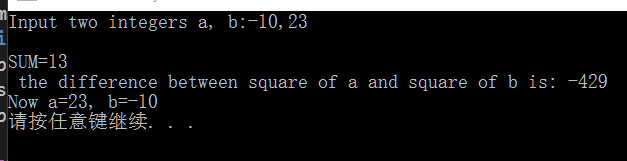 Input two integers a, b:-10,23
SUM=13
the difference between square of a and square of b is: -429
Now a=23, b=-10
请按任意键继续. . .